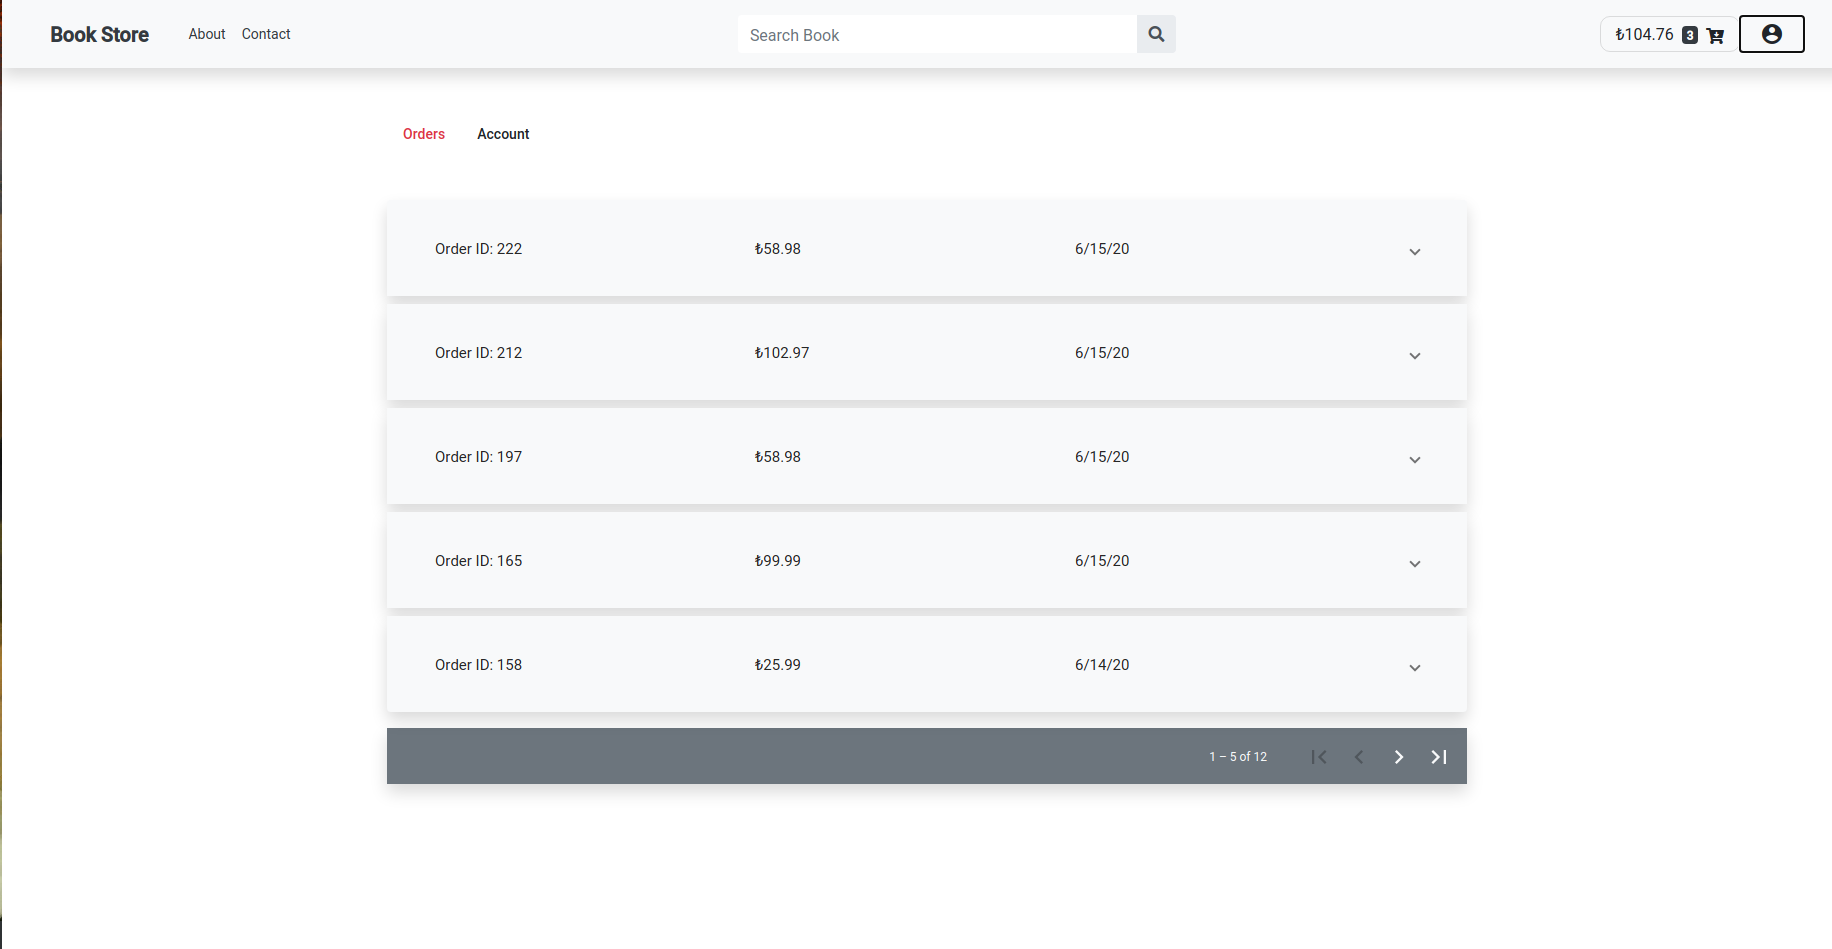 Book Store About Contact Search Book ₺104.76 3
Orders Account
Order ID: 222 ₺58.98 6/15/20
Order ID: 212 ₺102.97 6/15/20
Order ID: 197 ₺58.98 6/15/20
Order ID: 165 ₺99.99 6/15/20
Order ID: 158 ₺25.99 6/14/20
1 – 5 of 12